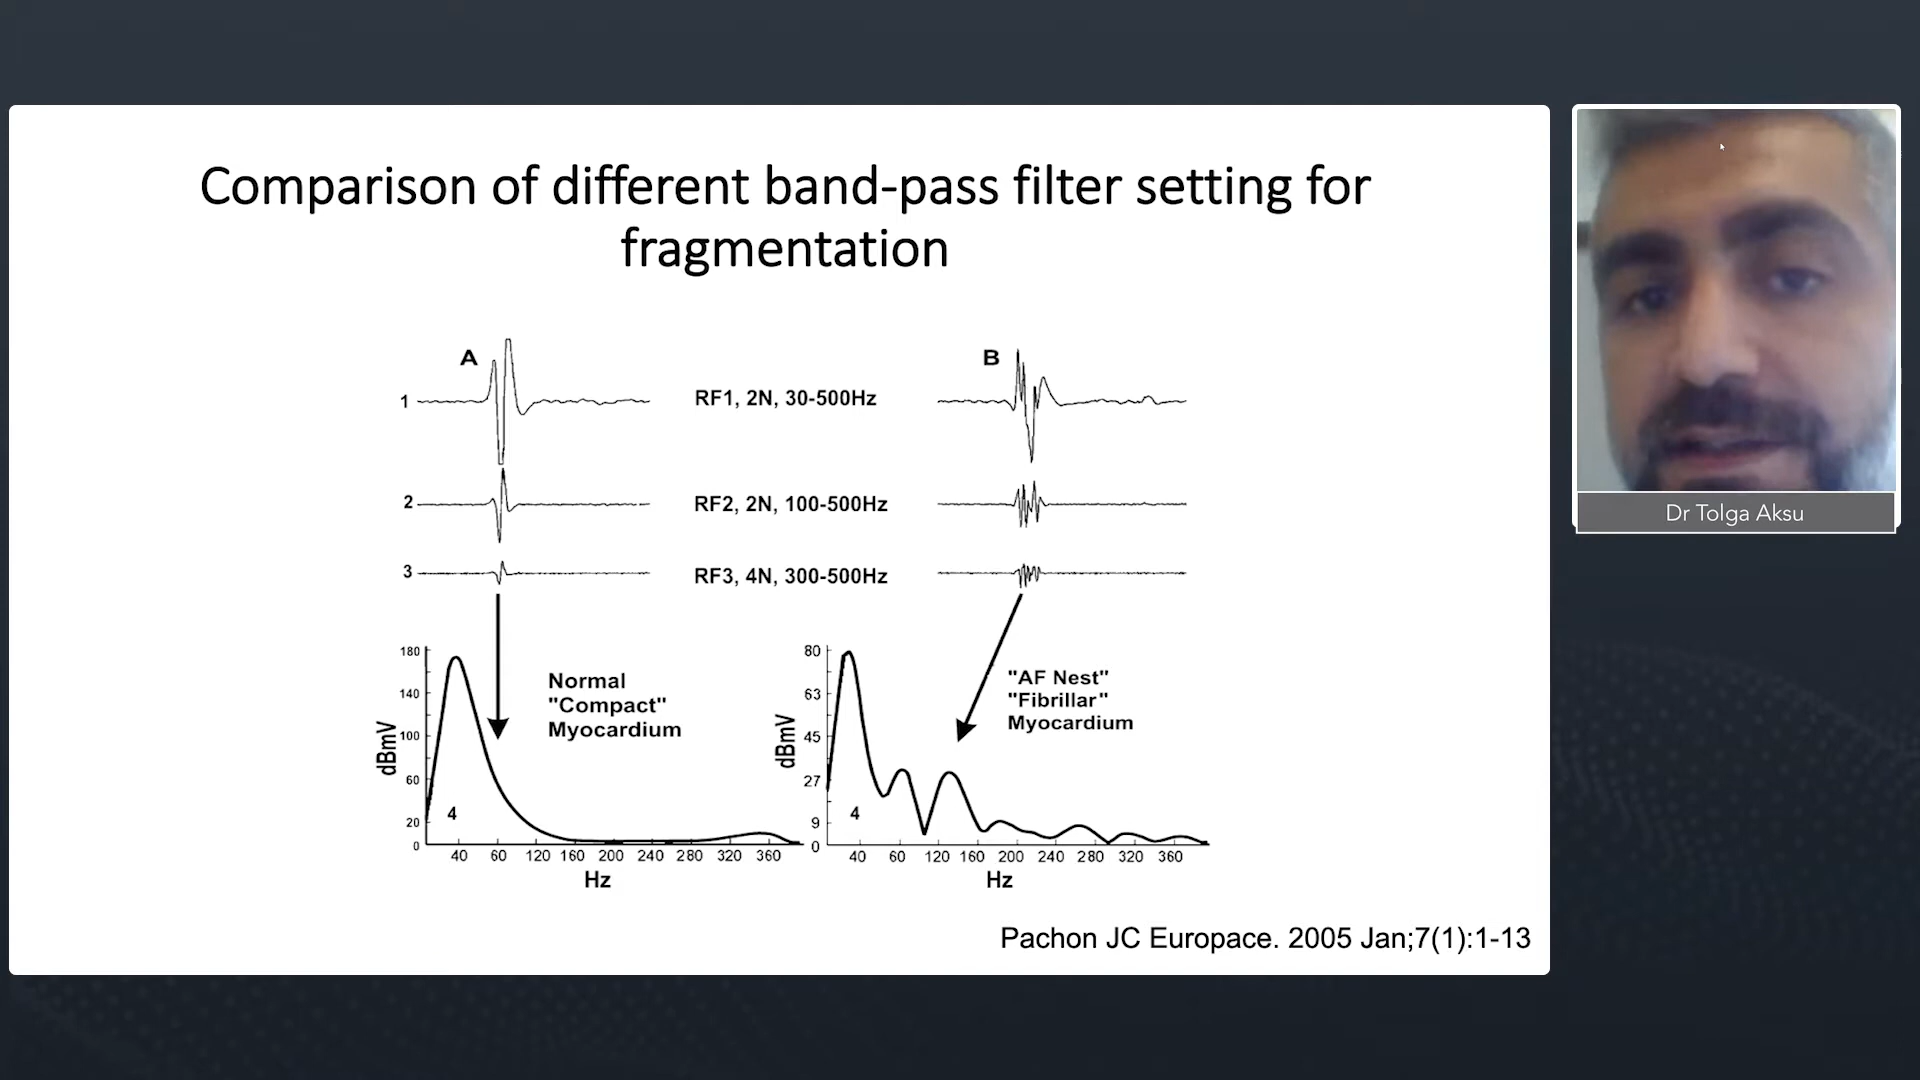 Comparison of different band-pass filter setting for
fragmentation
A
B
1
RF1, 2N, 30-500Hz
2
RF2, 2N, 100-500Hz
3
RF3, 4N, 300-500Hz
180
140
100
60
20
0
dBmV
4
Normal
"Compact"
Myocardium
40 60 120 160 200 240 280 320 360
Hz
80
63
45
27
9
0
dBmV
4
"AF Nest"
"Fibrillar"
Myocardium
40 60 120 160 200 240 280 320 360
Hz
Pachon JC Europace. 2005 Jan;7(1):1-13
Dr Tolga Aksu